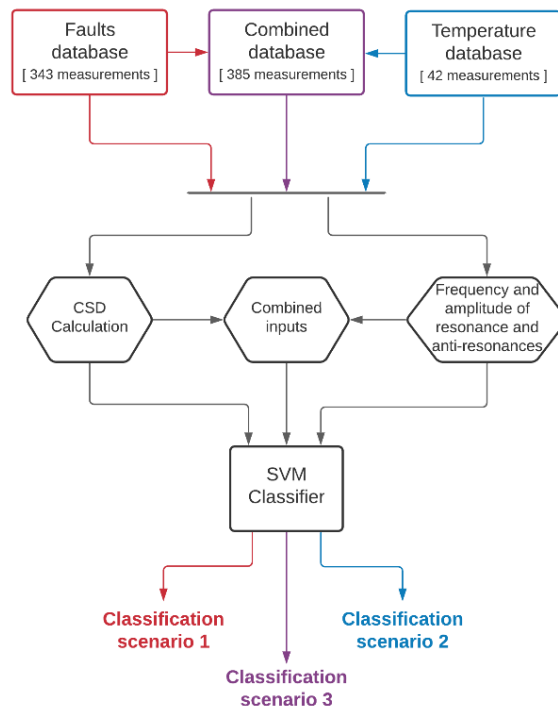 Faults
database
[ 343 measurements ]
Combined
database
[ 385 measurements ]
Temperature
database
[ 42 measurements ]
CSD
Calculation
Combined
inputs
Frequency and
amplitude of
resonance and
anti-resonances
SVM
Classifier
Classification
scenario 1
Classification
scenario 2
Classification
scenario 3